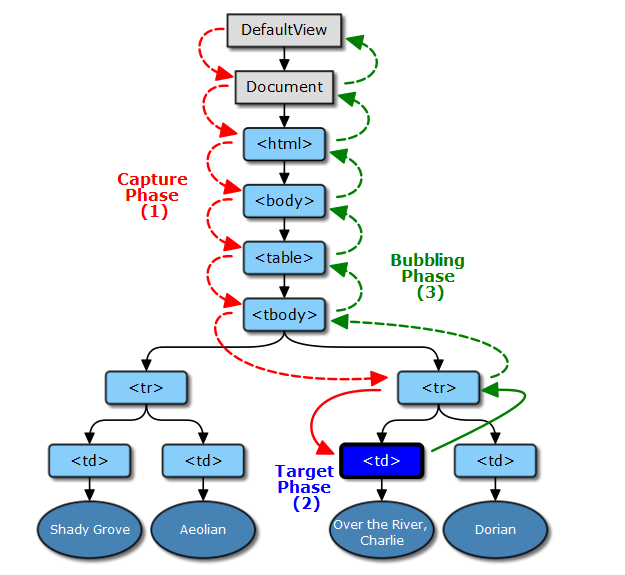 DefaultView
Document
<html>
Capture
Phase
(1)
<body>
<table>
Bubbling
Phase
(3)
<tbody>
<tr>
<tr>
<td>
<td>
Target
Phase
(2)
<td>
<td>
Shady Grove
Aeolian
Over the River,
Charlie
Dorian